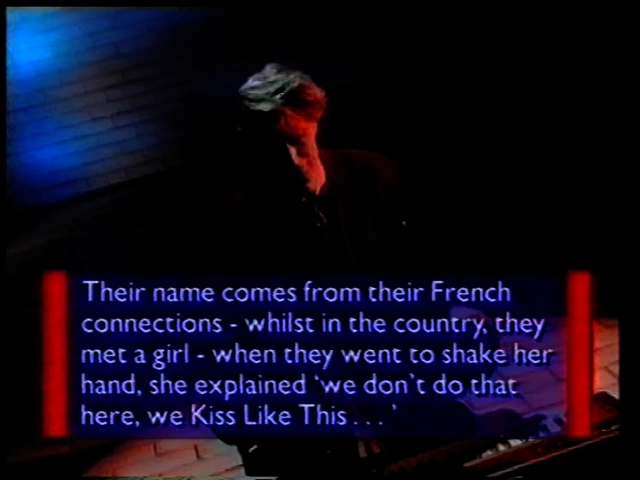 Their name comes from their French
connections - whilst in the country, they
met a girl - when they went to shake her
hand, she explained 'we don't do that
here, we Kiss Like This . . . '